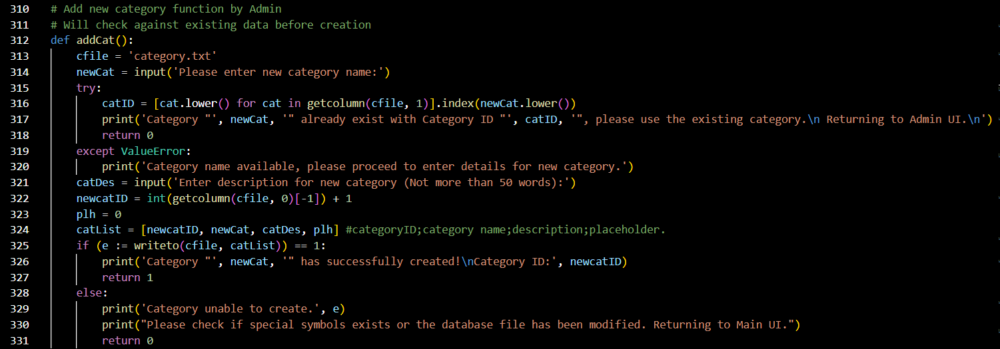 310 # Add new category function by Admin
311 # Will check against existing data before creation
312 def addCat():
313     cfile = 'category.txt'
314     newCat = input('Please enter new category name:')
315     try:
316         catID = [cat.lower() for cat in getcolumn(cfile, 1)].index(newCat.lower())
317         print('Category "', newCat, '" already exist with Category ID "', catID, '", please use the existing category.\n Returning to Admin UI.\n')
318         return 0
319     except ValueError:
320         print('Category name available, please proceed to enter details for new category.')
321     catDes = input('Enter description for new category (Not more than 50 words):')
322     newcatID = int(getcolumn(cfile, 0)[-1]) + 1
323     plh = 0
324     catList = [newcatID, newCat, catDes, plh] #categoryID;category name;description;placeholder.
325     if (e := writeto(cfile, catList)) == 1:
326         print('Category "', newCat, '" has successfully created!\nCategory ID:', newcatID)
327         return 1
328     else:
329         print('Category unable to create.', e)
330         print("Please check if special symbols exists or the database file has been modified. Returning to Main UI.")
331         return 0